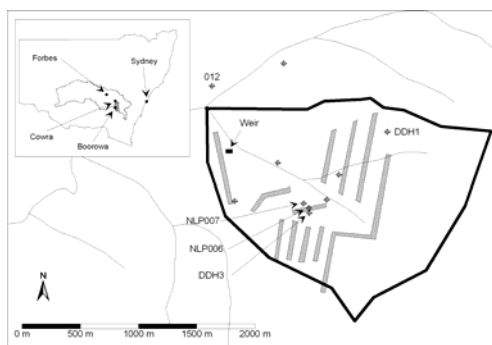 Forbes
Sydney
Cowra
Boorowa
012
Weir
DDH1
NLP007
NLP006
DDH3
N
0 m 500 m 1000 m 1500 m 2000 m